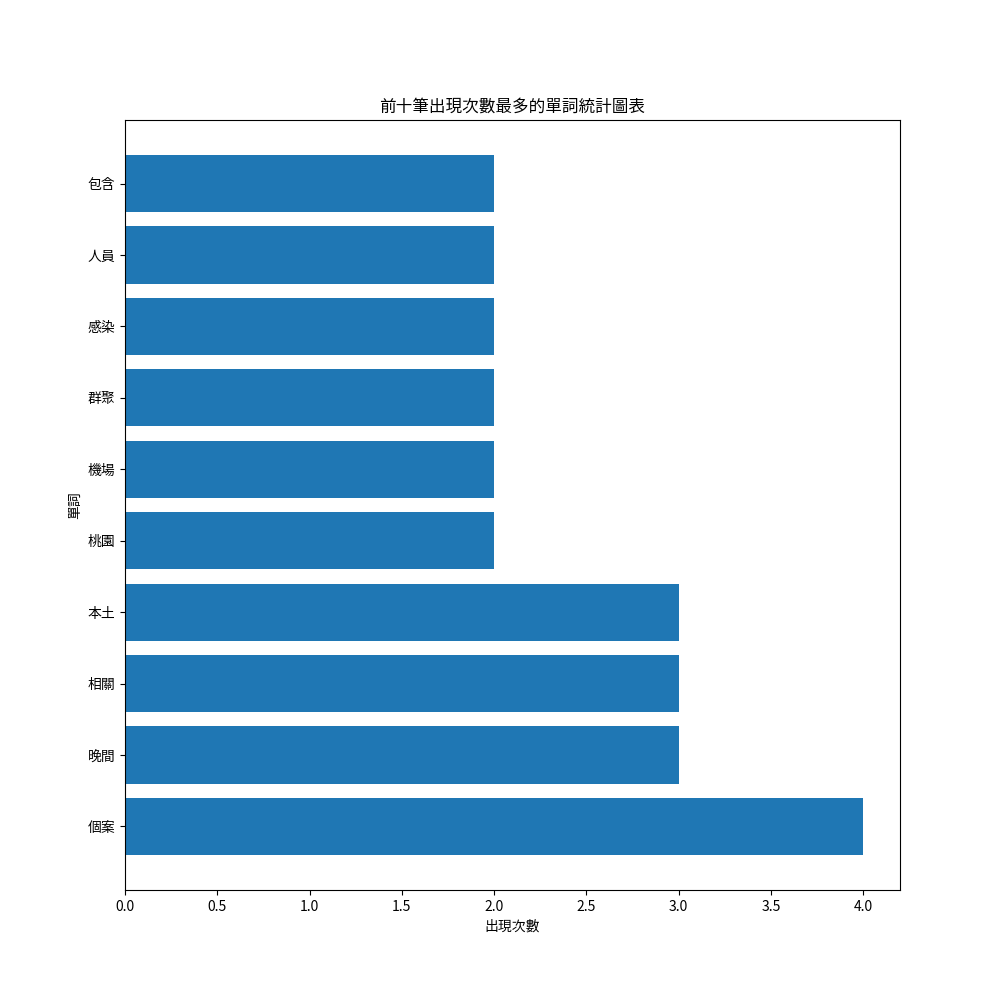 前十筆出現次數最多的單詞統計圖表
包含
人員
感染
群聚
機場
桃園
本土
相關
晚間
個案
單詞
0.0 0.5 1.0 1.5 2.0 2.5 3.0 3.5 4.0
出現次數